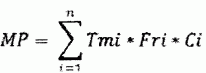 MP = \sum_{i=1}^{n} Tmi * Fri * Ci